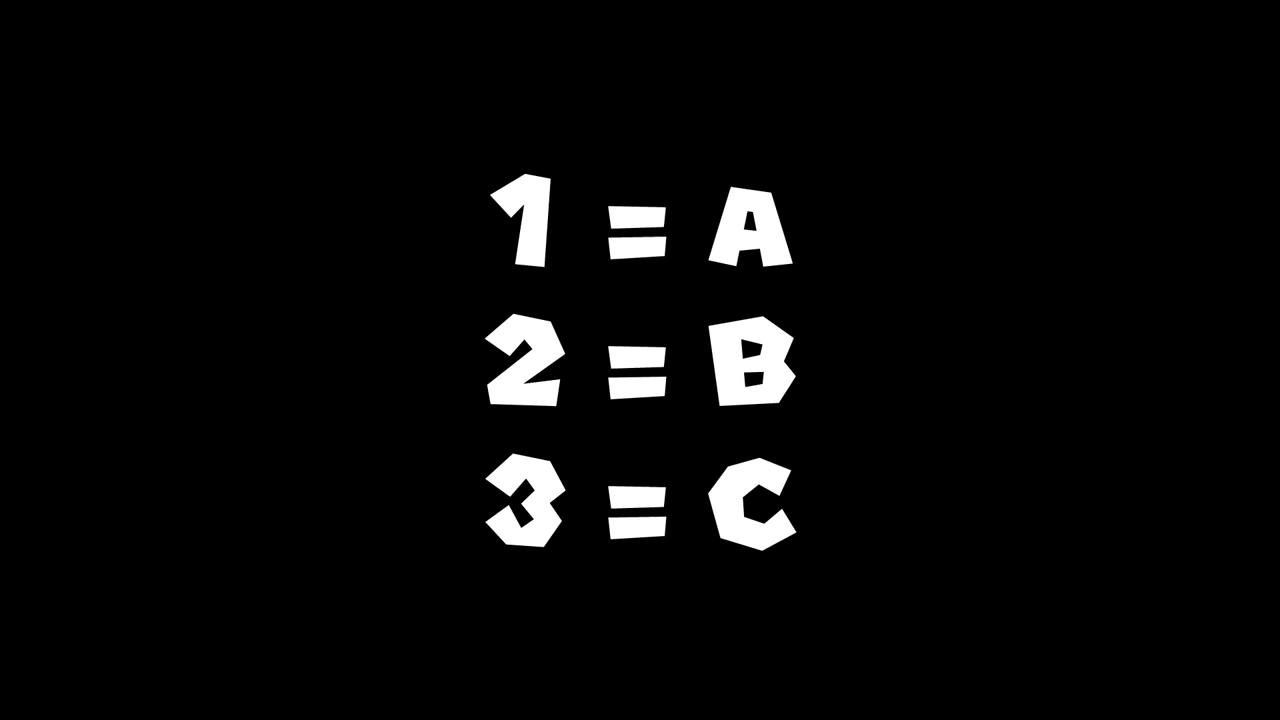 1 = A
2 = B
3 = C